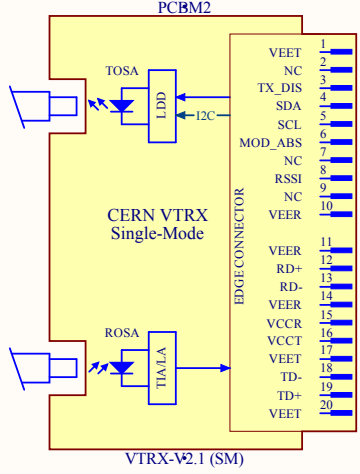 PCBM2
TOSA
LDD
I2C
CERN VTRX
Single-Mode
ROSA
TIA/LA
EDGE CONNECTOR
VEET 1
NC 2
TX_DIS 3
SDA 4
SCL 5
MOD_ABS 6
NC 7
RSSI 8
NC 9
VEER 10
VEER 11
RD+ 12
RD- 13
VEER 14
VCCR 15
VCCT 16
VEET 17
TD- 18
TD+ 19
VEET 20
VTRX-V2.1 (SM)